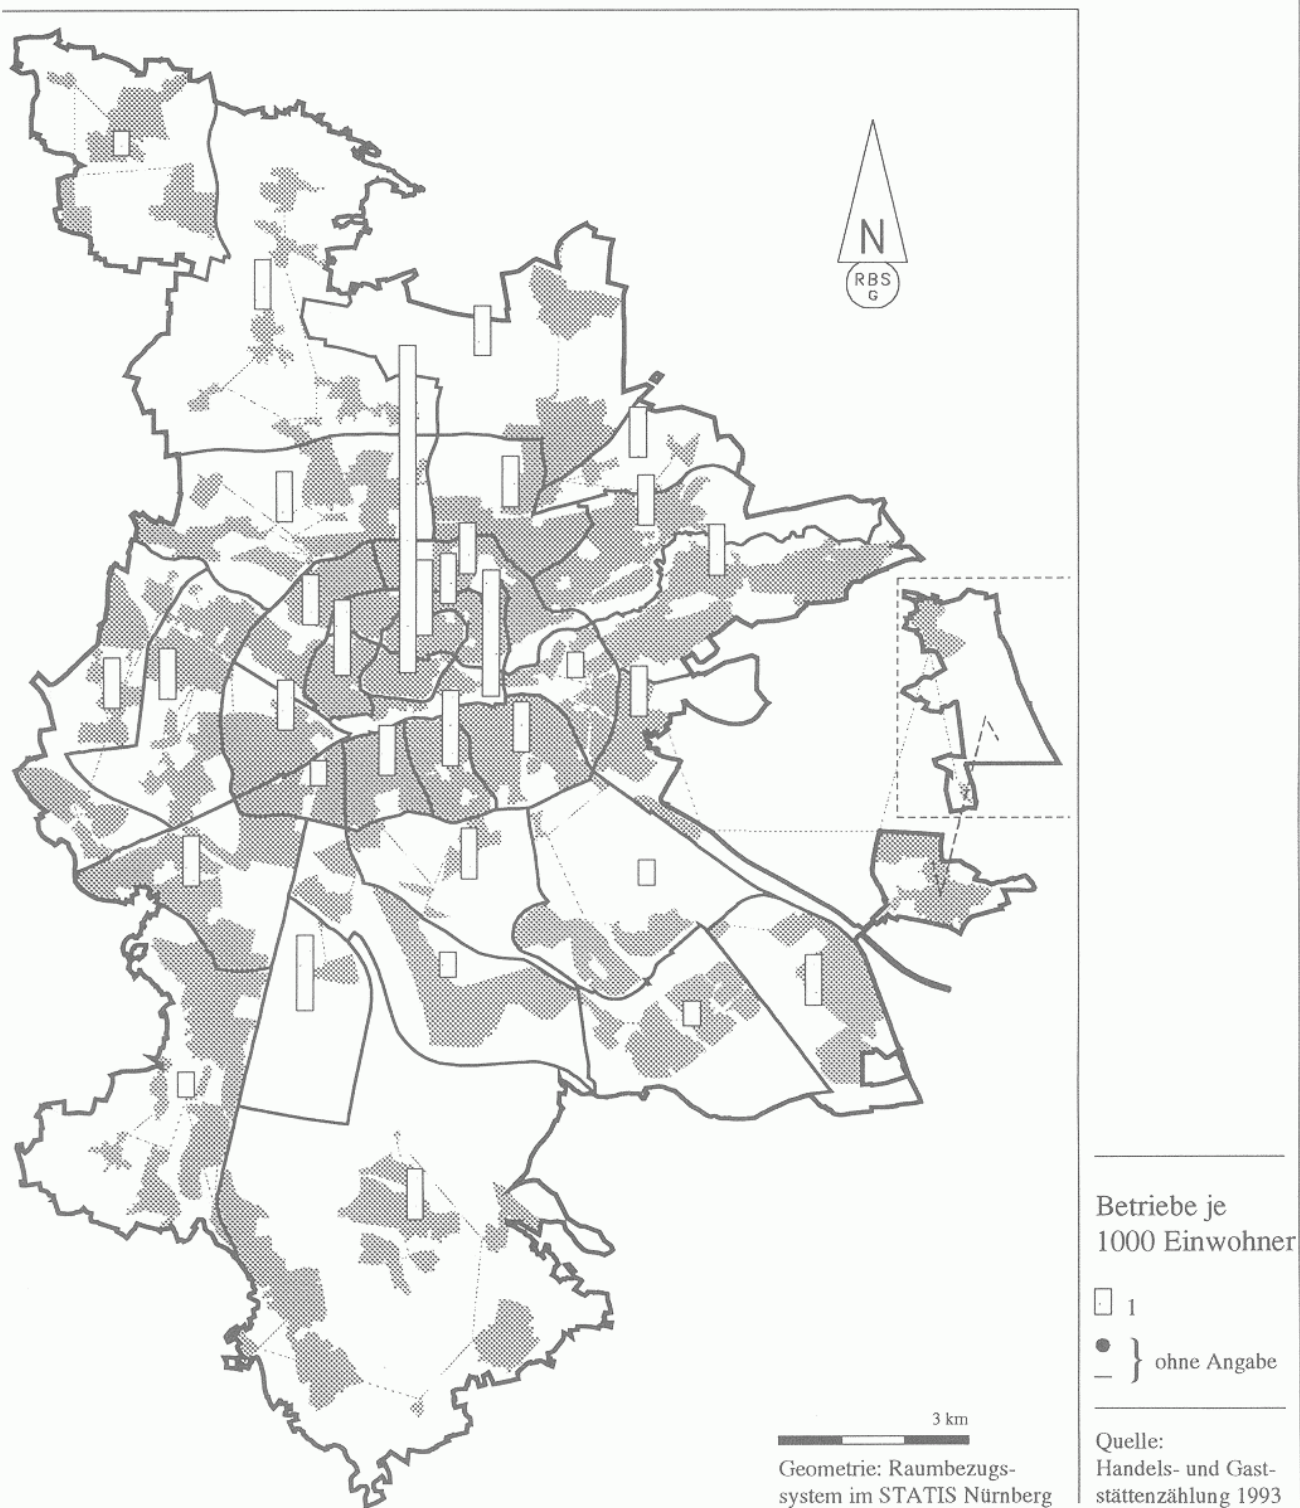 N
RBS
G
Betriebe je
1000 Einwohner
1
ohne Angabe
3 km
Geometrie: Raumbezugs-
system im STATIS Nürnberg
Quelle:
Handels- und Gast-
stättenzählung 1993